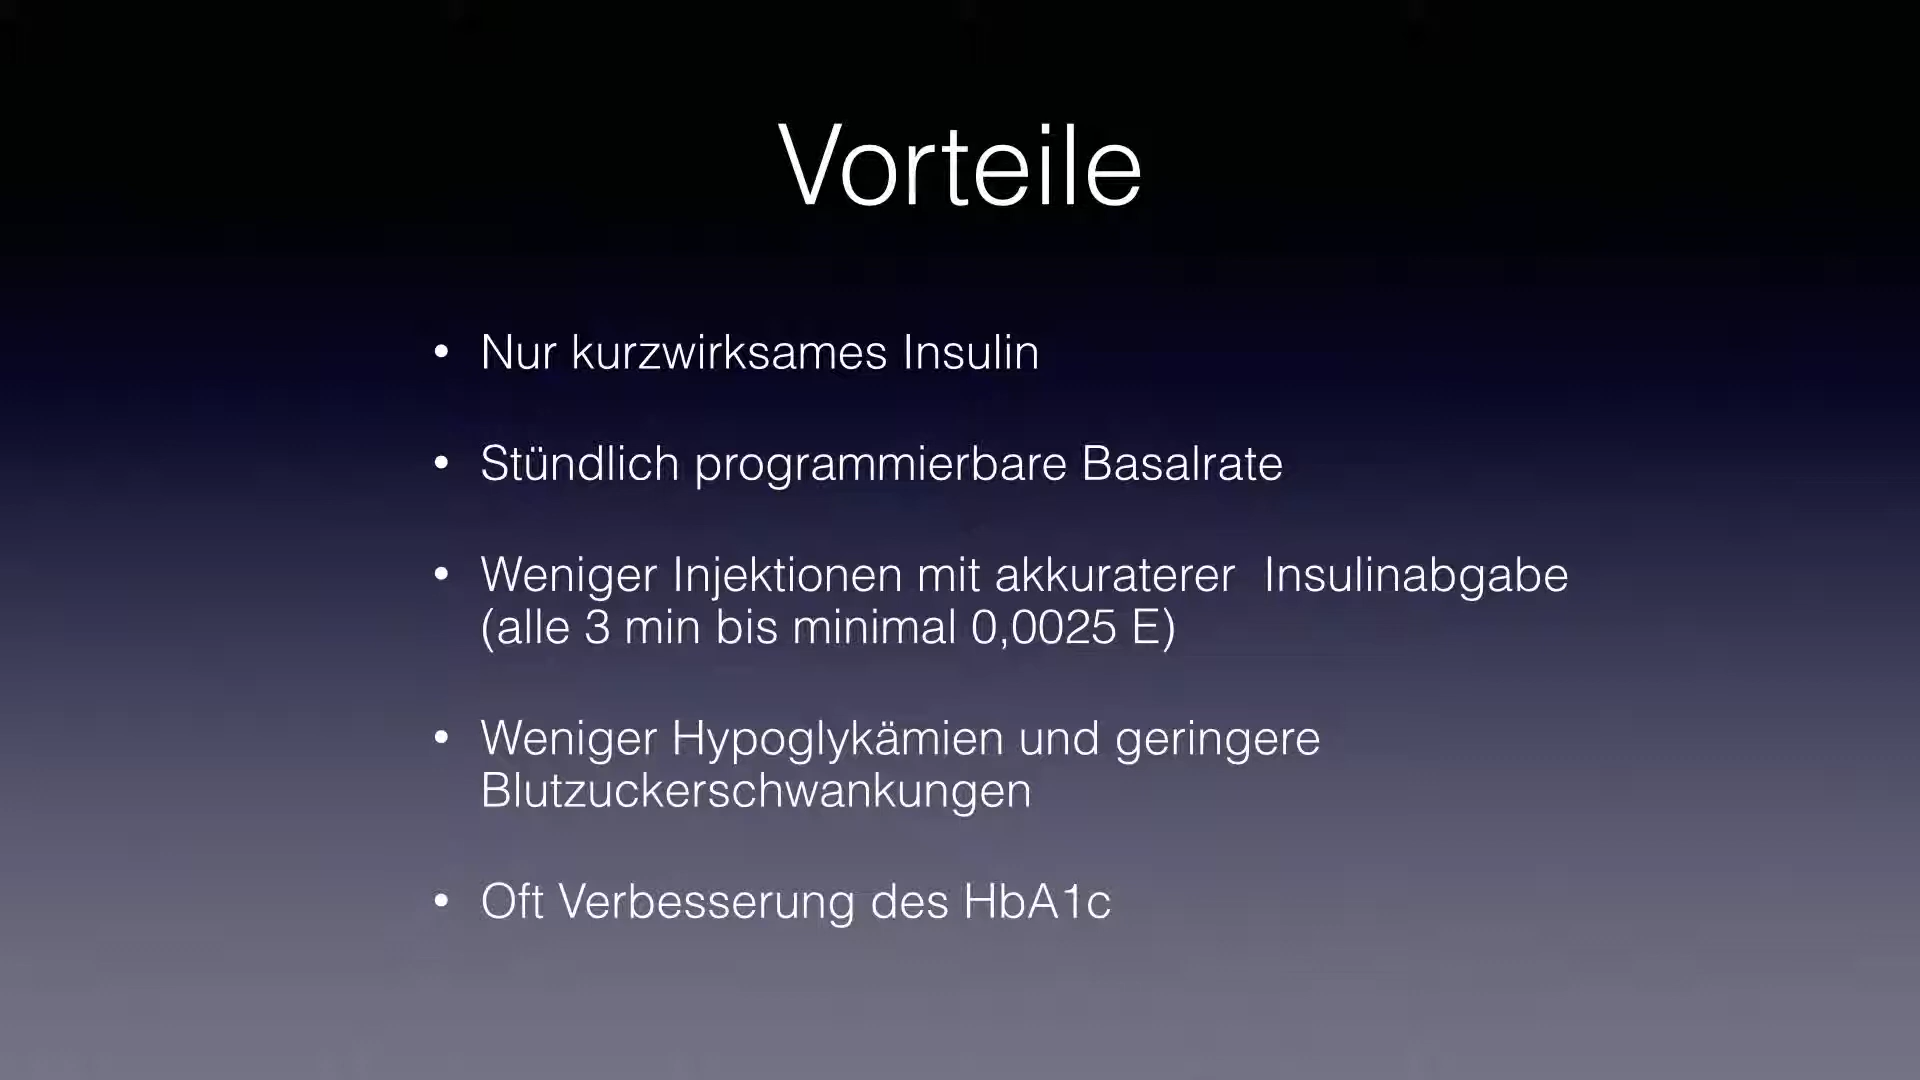 Vorteile
• Nur kurzwirksames Insulin
• Stündlich programmierbare Basalrate
• Weniger Injektionen mit akkuraterer  Insulinabgabe
(alle 3 min bis minimal 0,0025 E)
• Weniger Hypoglykämien und geringere
Blutzuckerschwankungen
• Oft Verbesserung des HbA1c